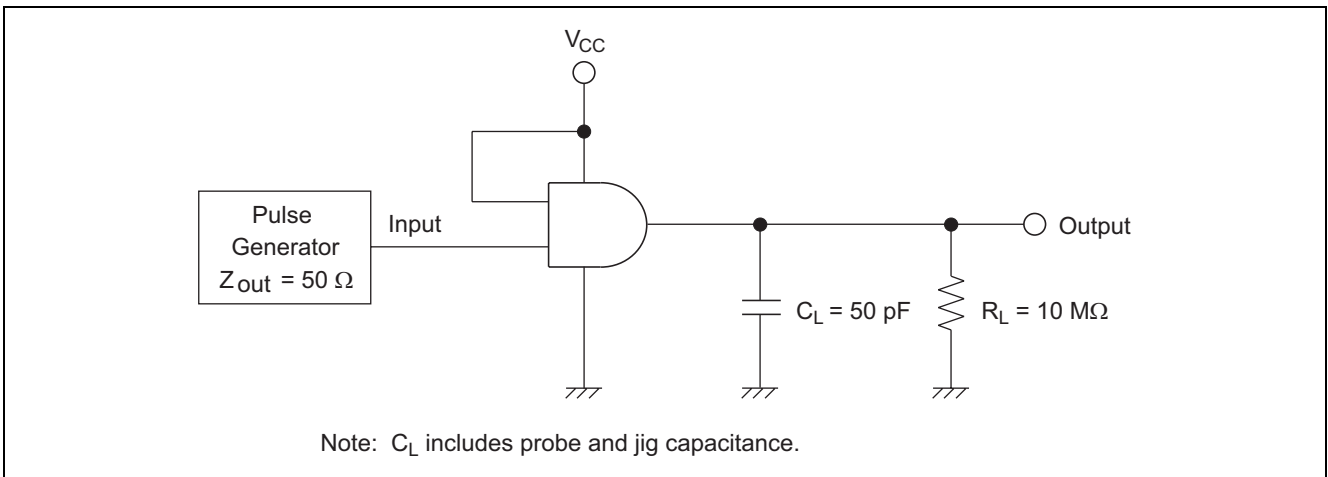 VCC
Pulse
Generator
Zout = 50 Ω
Input
Output
CL = 50 pF
RL = 10 MΩ
Note: CL includes probe and jig capacitance.